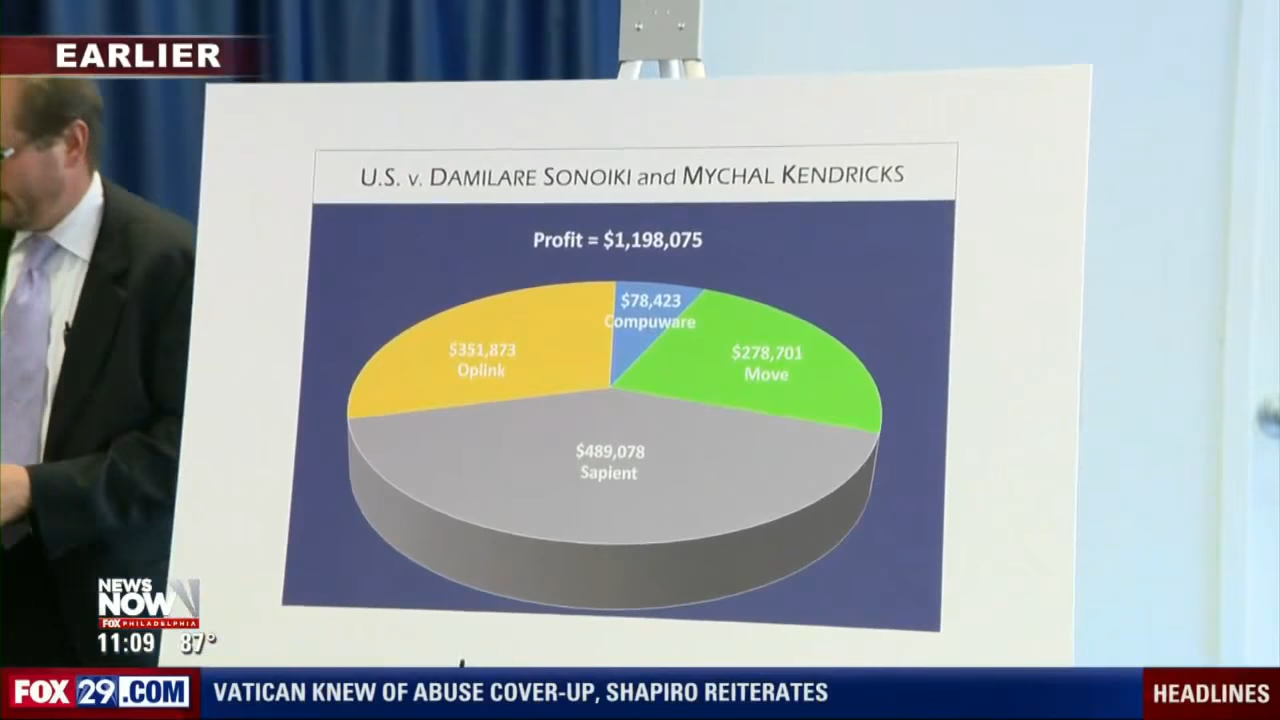 EARLIER
U.S. v. DAMILARE SONOIKI and MYCHAL KENDRICKS
Profit = $1,198,075
$78,423
Compuware
$351,873
Oplink
$278,701
Move
$489,078
Sapient
NEWS
NOW
FOX PHILADELPHIA
11:09 87°
FOX 29.COM
VATICAN KNEW OF ABUSE COVER-UP, SHAPIRO REITERATES
HEADLINES